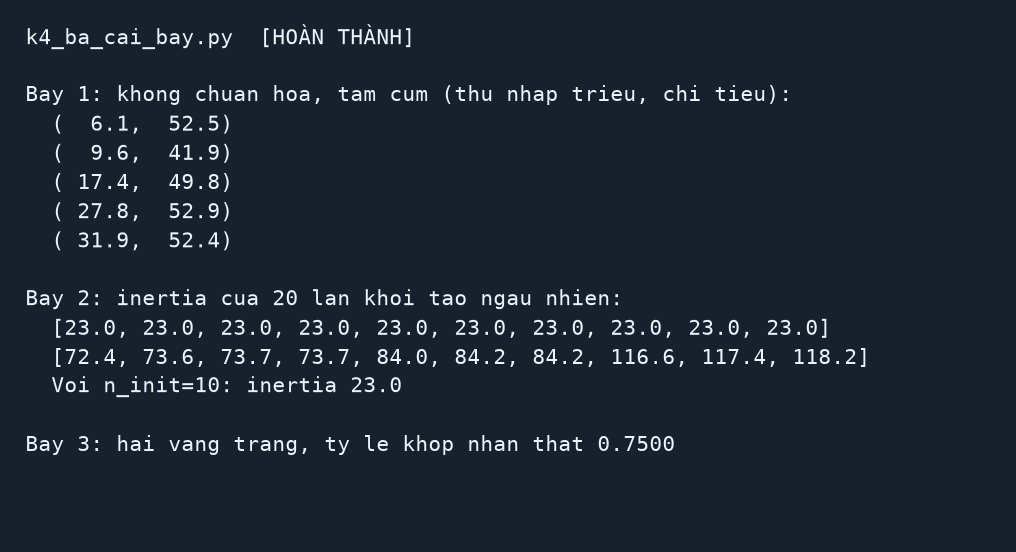 k4_ba_cai_bay.py  [HOÀN THÀNH]
Bay 1: khong chuan hoa, tam cum (thu nhap trieu, chi tieu):
(  6.1,  52.5)
(  9.6,  41.9)
( 17.4,  49.8)
( 27.8,  52.9)
( 31.9,  52.4)
Bay 2: inertia cua 20 lan khoi tao ngau nhien:
[23.0, 23.0, 23.0, 23.0, 23.0, 23.0, 23.0, 23.0, 23.0, 23.0]
[72.4, 73.6, 73.7, 73.7, 84.0, 84.2, 84.2, 116.6, 117.4, 118.2]
Voi n_init=10: inertia 23.0
Bay 3: hai vang trang, ty le khop nhan that 0.7500